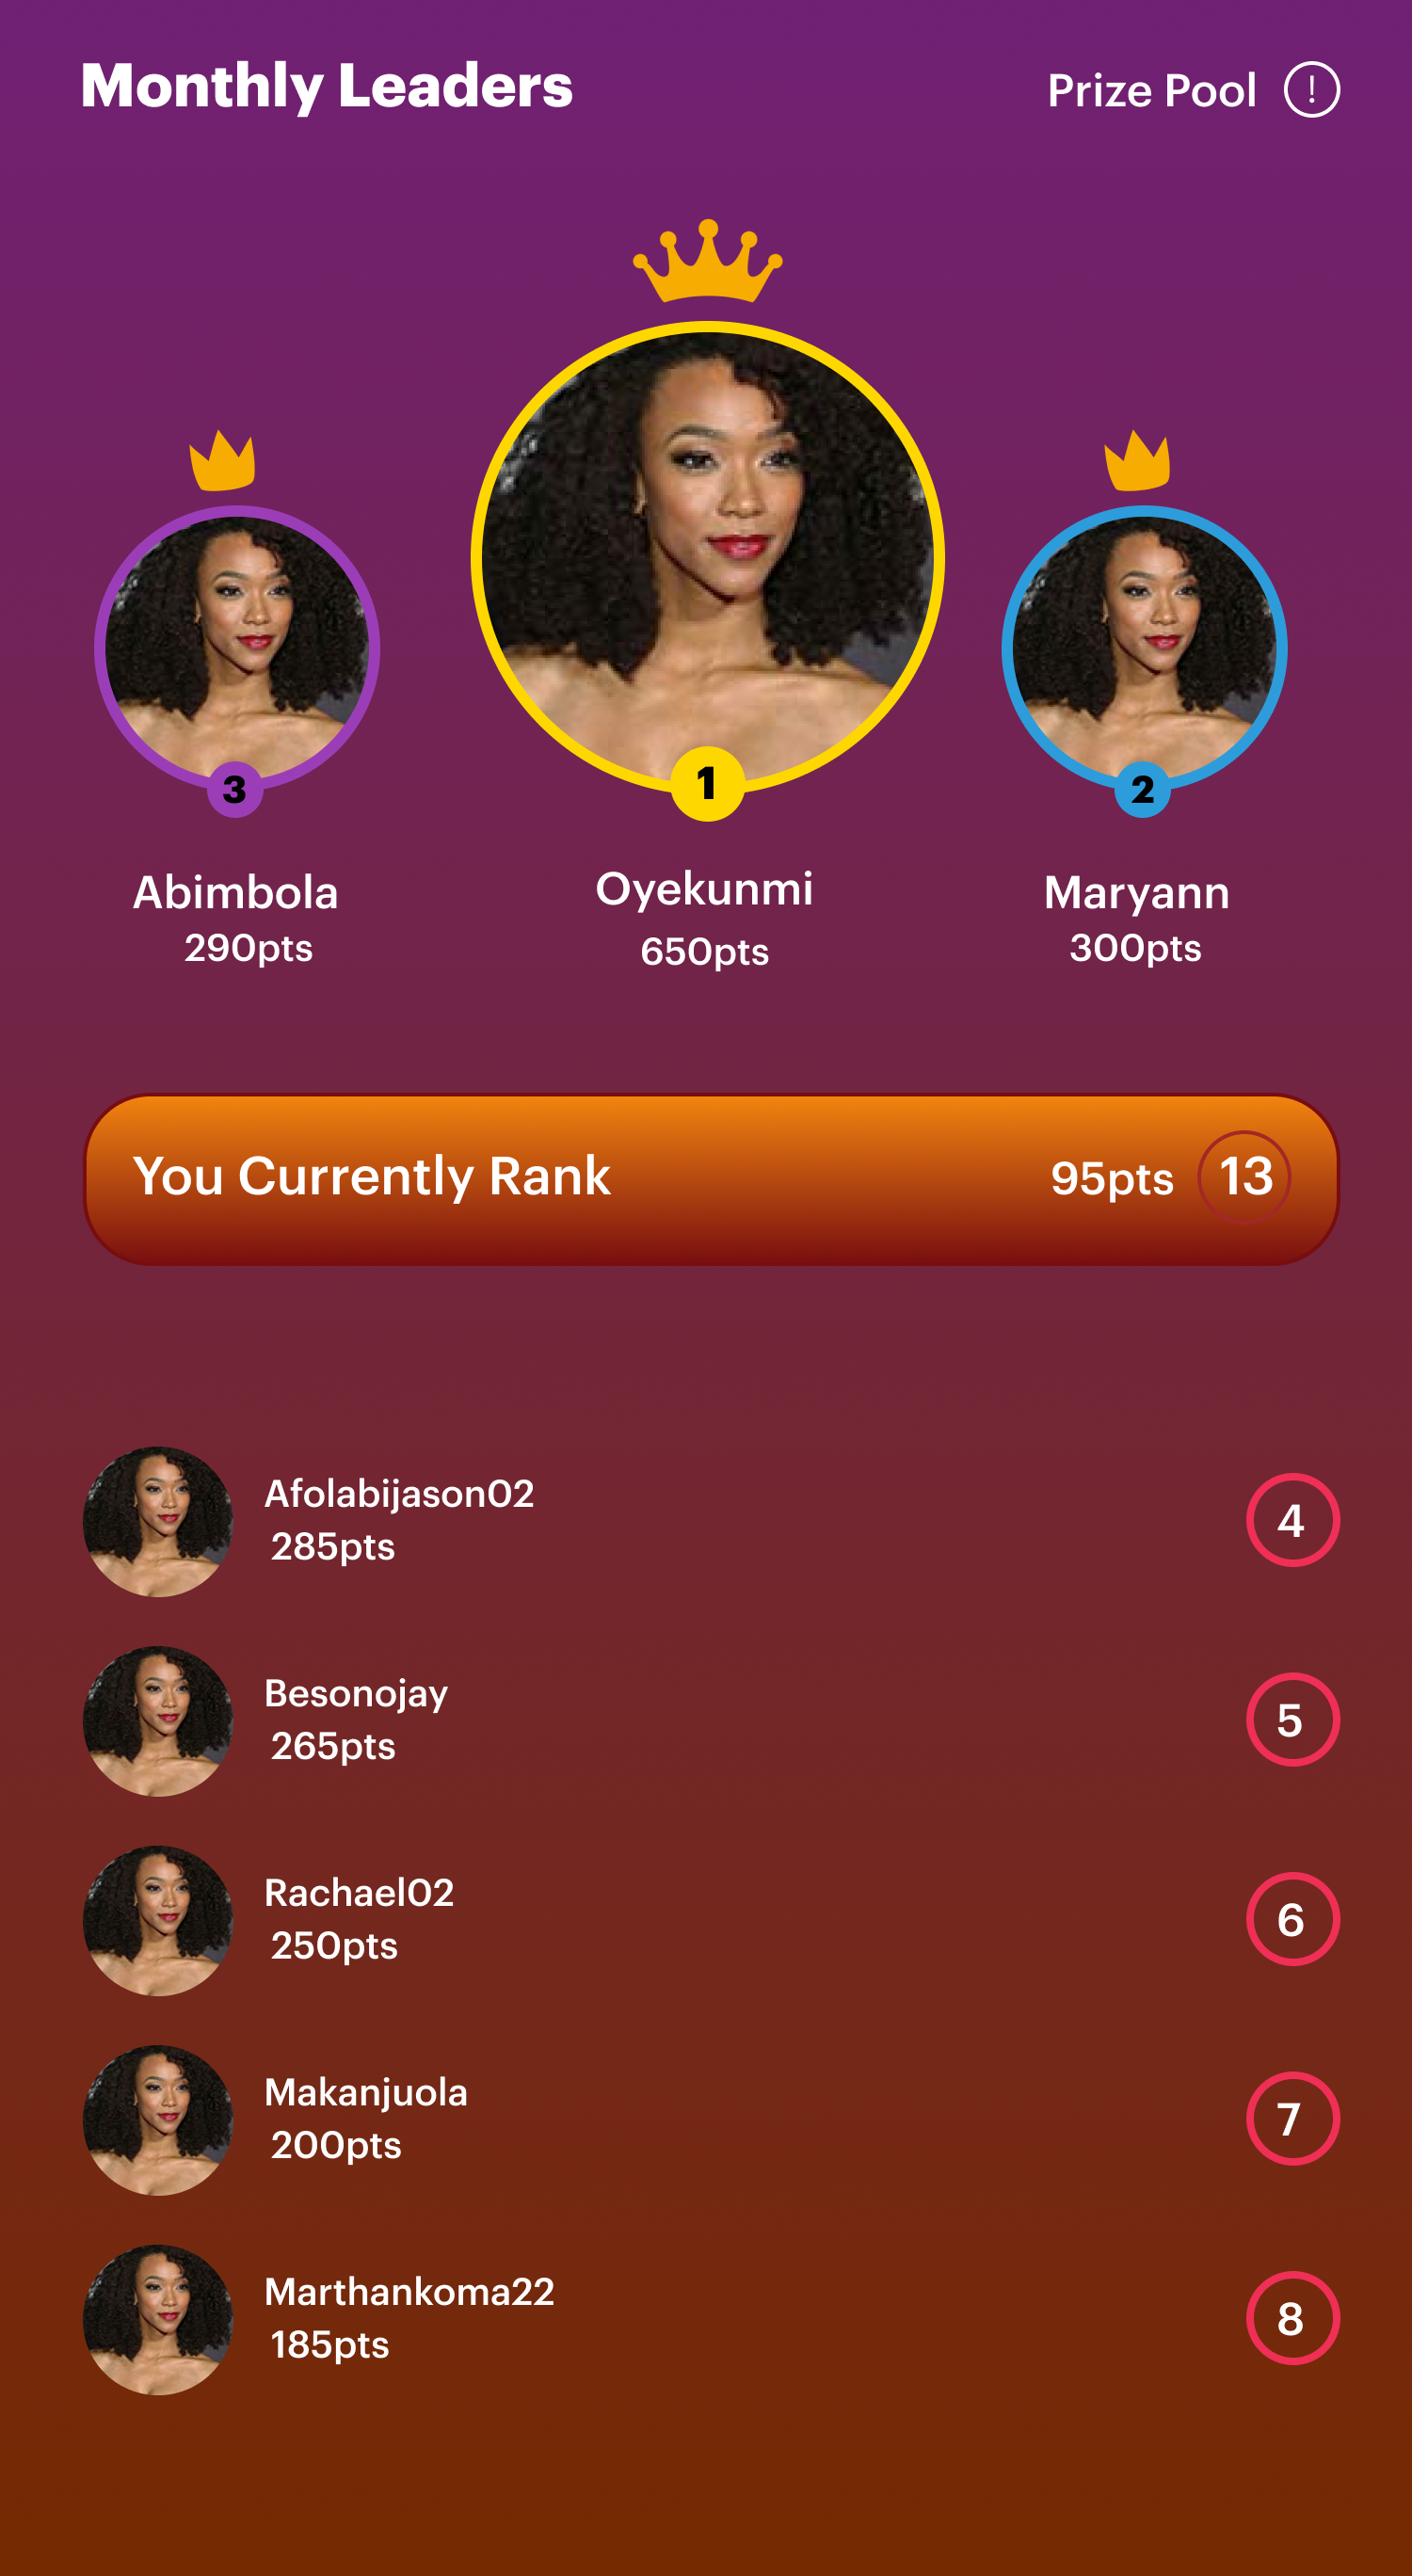 Monthly Leaders
Prize Pool !
3
1
2
Abimbola
290pts
Oyekunmi
650pts
Maryann
300pts
You Currently Rank 95pts 13
Afolabijason02
285pts
4
Besonojay
265pts
5
Rachael02
250pts
6
Makanjuola
200pts
7
Marthankoma22
185pts
8